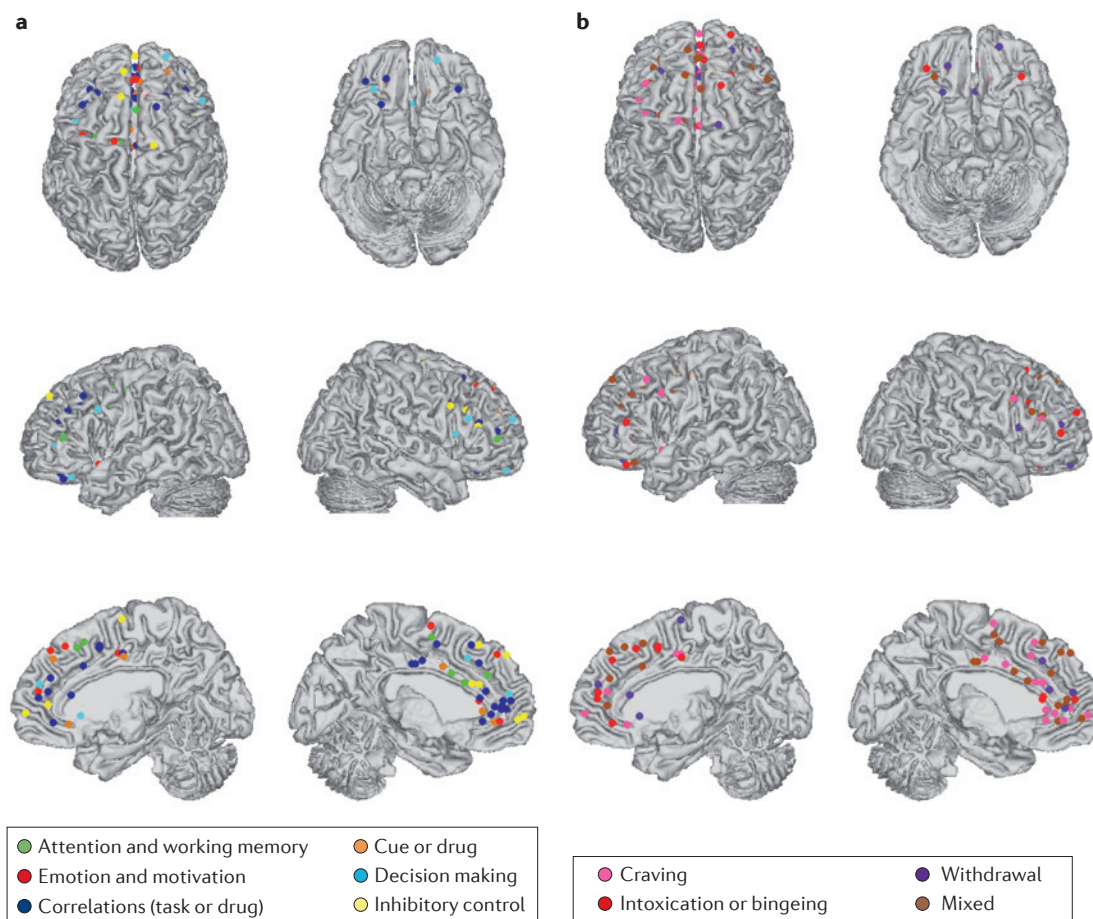 a
b
Attention and working memory
Emotion and motivation
Correlations (task or drug)
Cue or drug
Decision making
Inhibitory control
Craving
Intoxication or bingeing
Withdrawal
Mixed